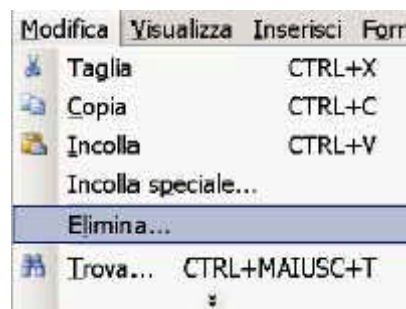 Modifica Visualizza Inserisci Forr
Taglia CTRL+X
Copia CTRL+C
Incolla CTRL+V
Incolla speciale...
Elimina...
Trova... CTRL+MAIUSC+T